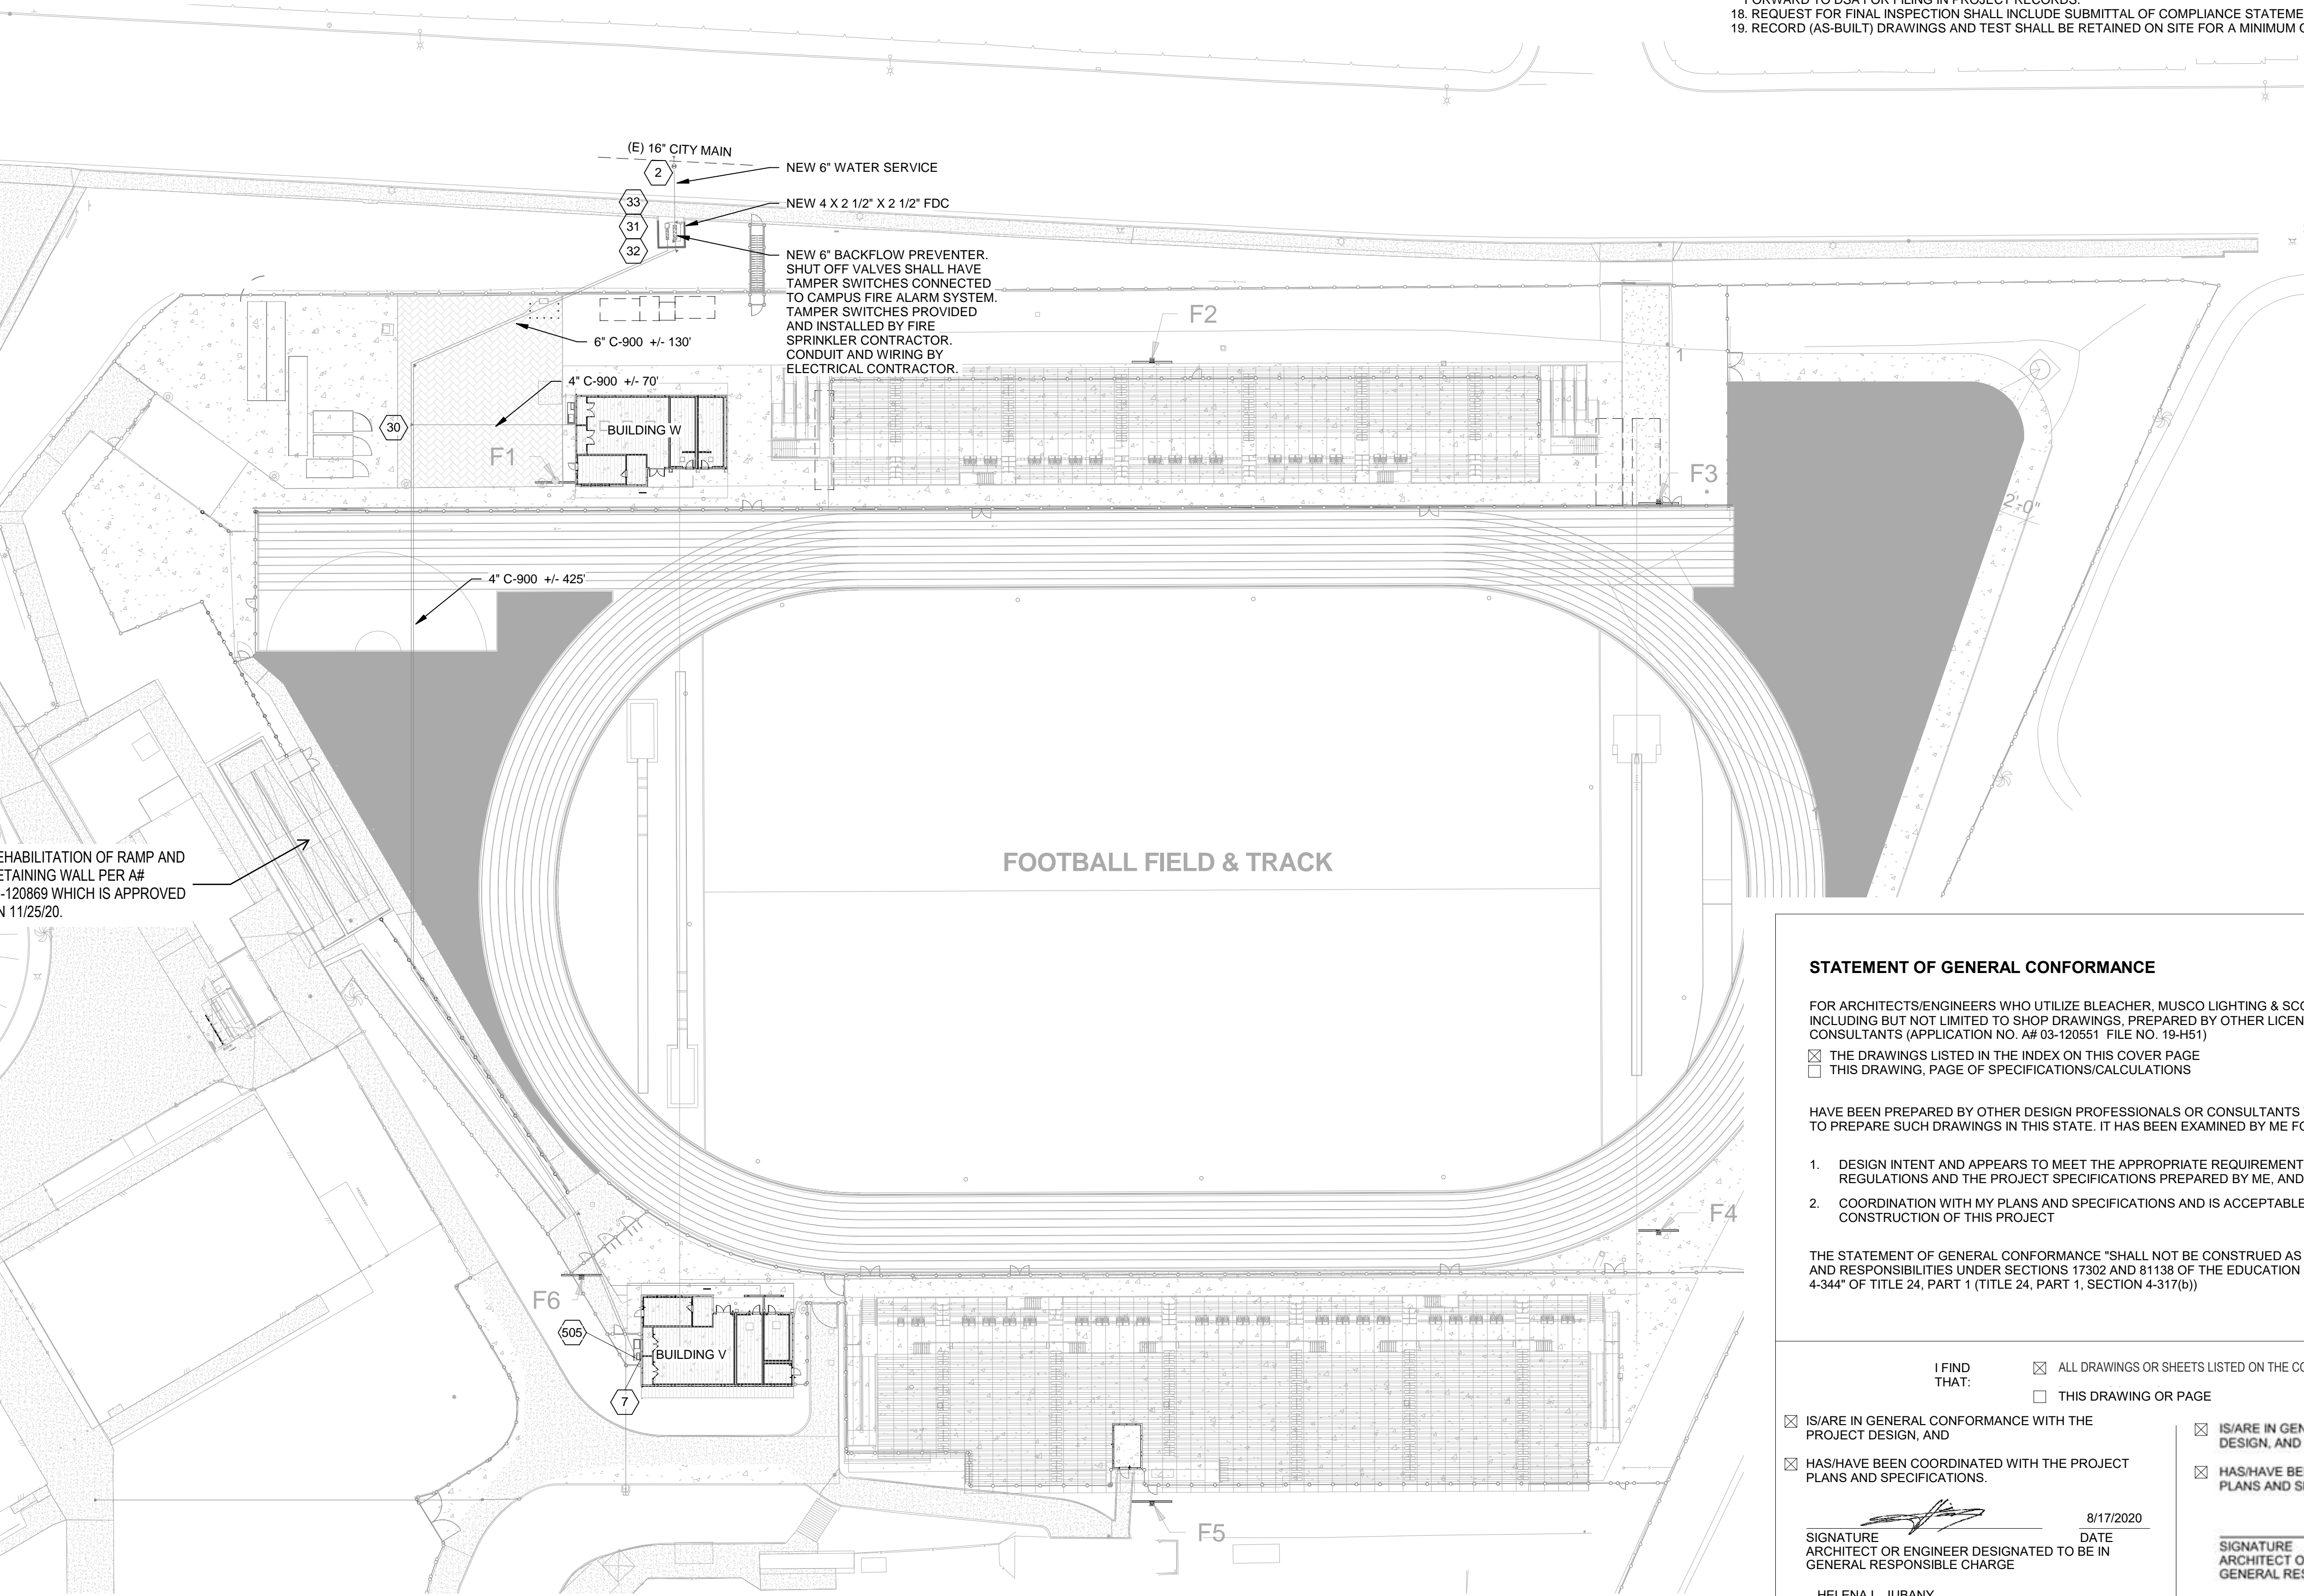 FORWARD TO DSA FOR FILING IN PROJECT RECORDS.
18. REQUEST FOR FINAL INSPECTION SHALL INCLUDE SUBMITTAL OF COMPLIANCE STATEME
19. RECORD (AS-BUILT) DRAWINGS AND TEST SHALL BE RETAINED ON SITE FOR A MINIMUM
(E) 16" CITY MAIN
2
NEW 6" WATER SERVICE
33
NEW 4 X 2 1/2" X 2 1/2" FDC
31
32
NEW 6" BACKFLOW PREVENTER.
SHUT OFF VALVES SHALL HAVE
TAMPER SWITCHES CONNECTED
TO CAMPUS FIRE ALARM SYSTEM.
TAMPER SWITCHES PROVIDED
AND INSTALLED BY FIRE
SPRINKLER CONTRACTOR.
CONDUIT AND WIRING BY
ELECTRICAL CONTRACTOR.
F2
6" C-900 +/- 130'
1
4" C-900 +/- 70'
30
BUILDING W
F1
F3
2'-0"
4" C-900 +/- 425'
FOOTBALL FIELD & TRACK
EHABILITATION OF RAMP AND
ETAINING WALL PER A#
-120869 WHICH IS APPROVED
N 11/25/20.
F4
F6
505
BUILDING V
7
F5
STATEMENT OF GENERAL CONFORMANCE
FOR ARCHITECTS/ENGINEERS WHO UTILIZE BLEACHER, MUSCO LIGHTING & SCO
INCLUDING BUT NOT LIMITED TO SHOP DRAWINGS, PREPARED BY OTHER LICEN
CONSULTANTS (APPLICATION NO. A# 03-120551 FILE NO. 19-H51)
THE DRAWINGS LISTED IN THE INDEX ON THIS COVER PAGE
THIS DRAWING, PAGE OF SPECIFICATIONS/CALCULATIONS
HAVE BEEN PREPARED BY OTHER DESIGN PROFESSIONALS OR CONSULTANTS
TO PREPARE SUCH DRAWINGS IN THIS STATE. IT HAS BEEN EXAMINED BY ME FO
1. DESIGN INTENT AND APPEARS TO MEET THE APPROPRIATE REQUIREMENT
REGULATIONS AND THE PROJECT SPECIFICATIONS PREPARED BY ME, AND
2. COORDINATION WITH MY PLANS AND SPECIFICATIONS AND IS ACCEPTABLE
CONSTRUCTION OF THIS PROJECT
THE STATEMENT OF GENERAL CONFORMANCE "SHALL NOT BE CONSTRUED AS
AND RESPONSIBILITIES UNDER SECTIONS 17302 AND 81138 OF THE EDUCATION
4-344" OF TITLE 24, PART 1 (TITLE 24, PART 1, SECTION 4-317(b))
I FIND
THAT:
ALL DRAWINGS OR SHEETS LISTED ON THE CO
THIS DRAWING OR PAGE
IS/ARE IN GENERAL CONFORMANCE WITH THE
PROJECT DESIGN, AND
HAS/HAVE BEEN COORDINATED WITH THE PROJECT
PLANS AND SPECIFICATIONS.
8/17/2020
SIGNATURE DATE
ARCHITECT OR ENGINEER DESIGNATED TO BE IN
GENERAL RESPONSIBLE CHARGE
HELENA L. JUBANY
IS/ARE IN GEN
DESIGN, AND
HAS/HAVE BE
PLANS AND S
SIGNATURE
ARCHITECT O
GENERAL RES